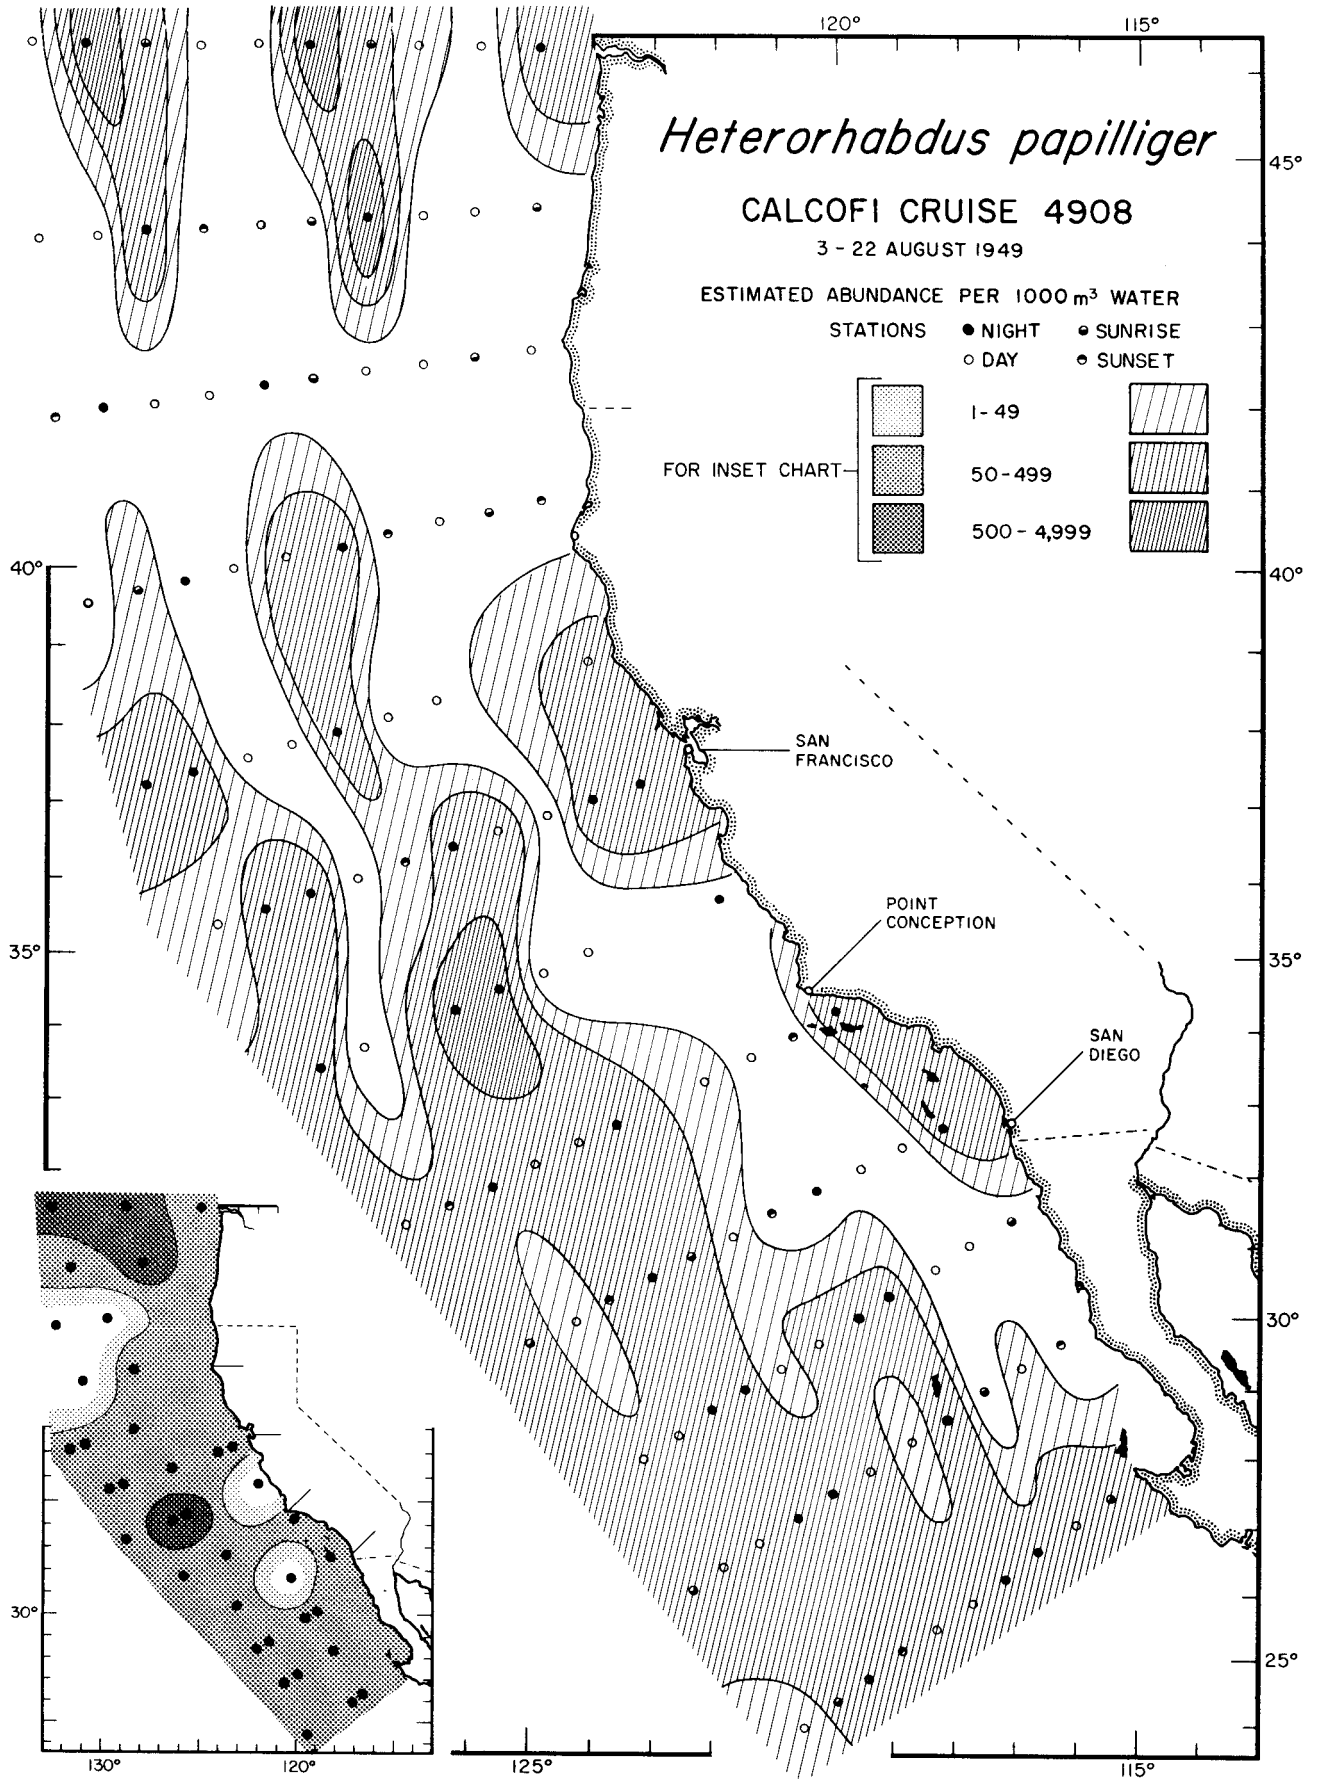 120° 115°
Heterorhabdus papilliger
45°
CALCOFI CRUISE 4908
3 - 22 AUGUST 1949
ESTIMATED ABUNDANCE PER 1000 m³ WATER
STATIONS ● NIGHT SUNRISE
○ DAY SUNSET
1 - 49
FOR INSET CHART 50 - 499
500 - 4,999
40° 40°
SAN
FRANCISCO
POINT
CONCEPTION
35° 35°
SAN
DIEGO
30°
30°
25°
130° 120° 125° 115°